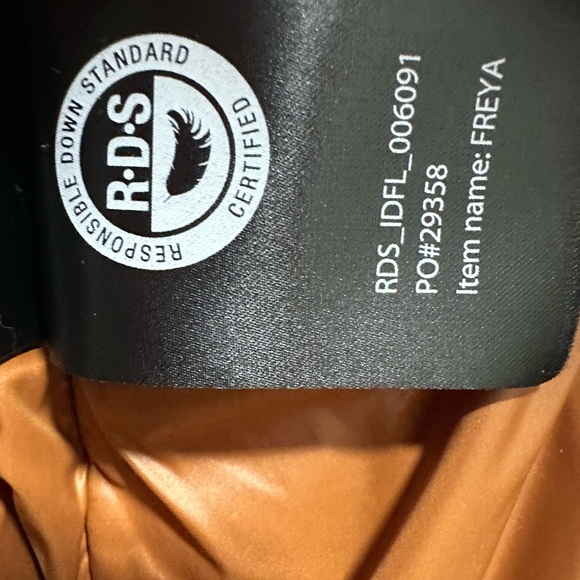 RESPONSIBLE DOWN STANDARD
R·D·S
CERTIFIED
RDS_IDFL_006091
PO#29358
Item name: FREYA